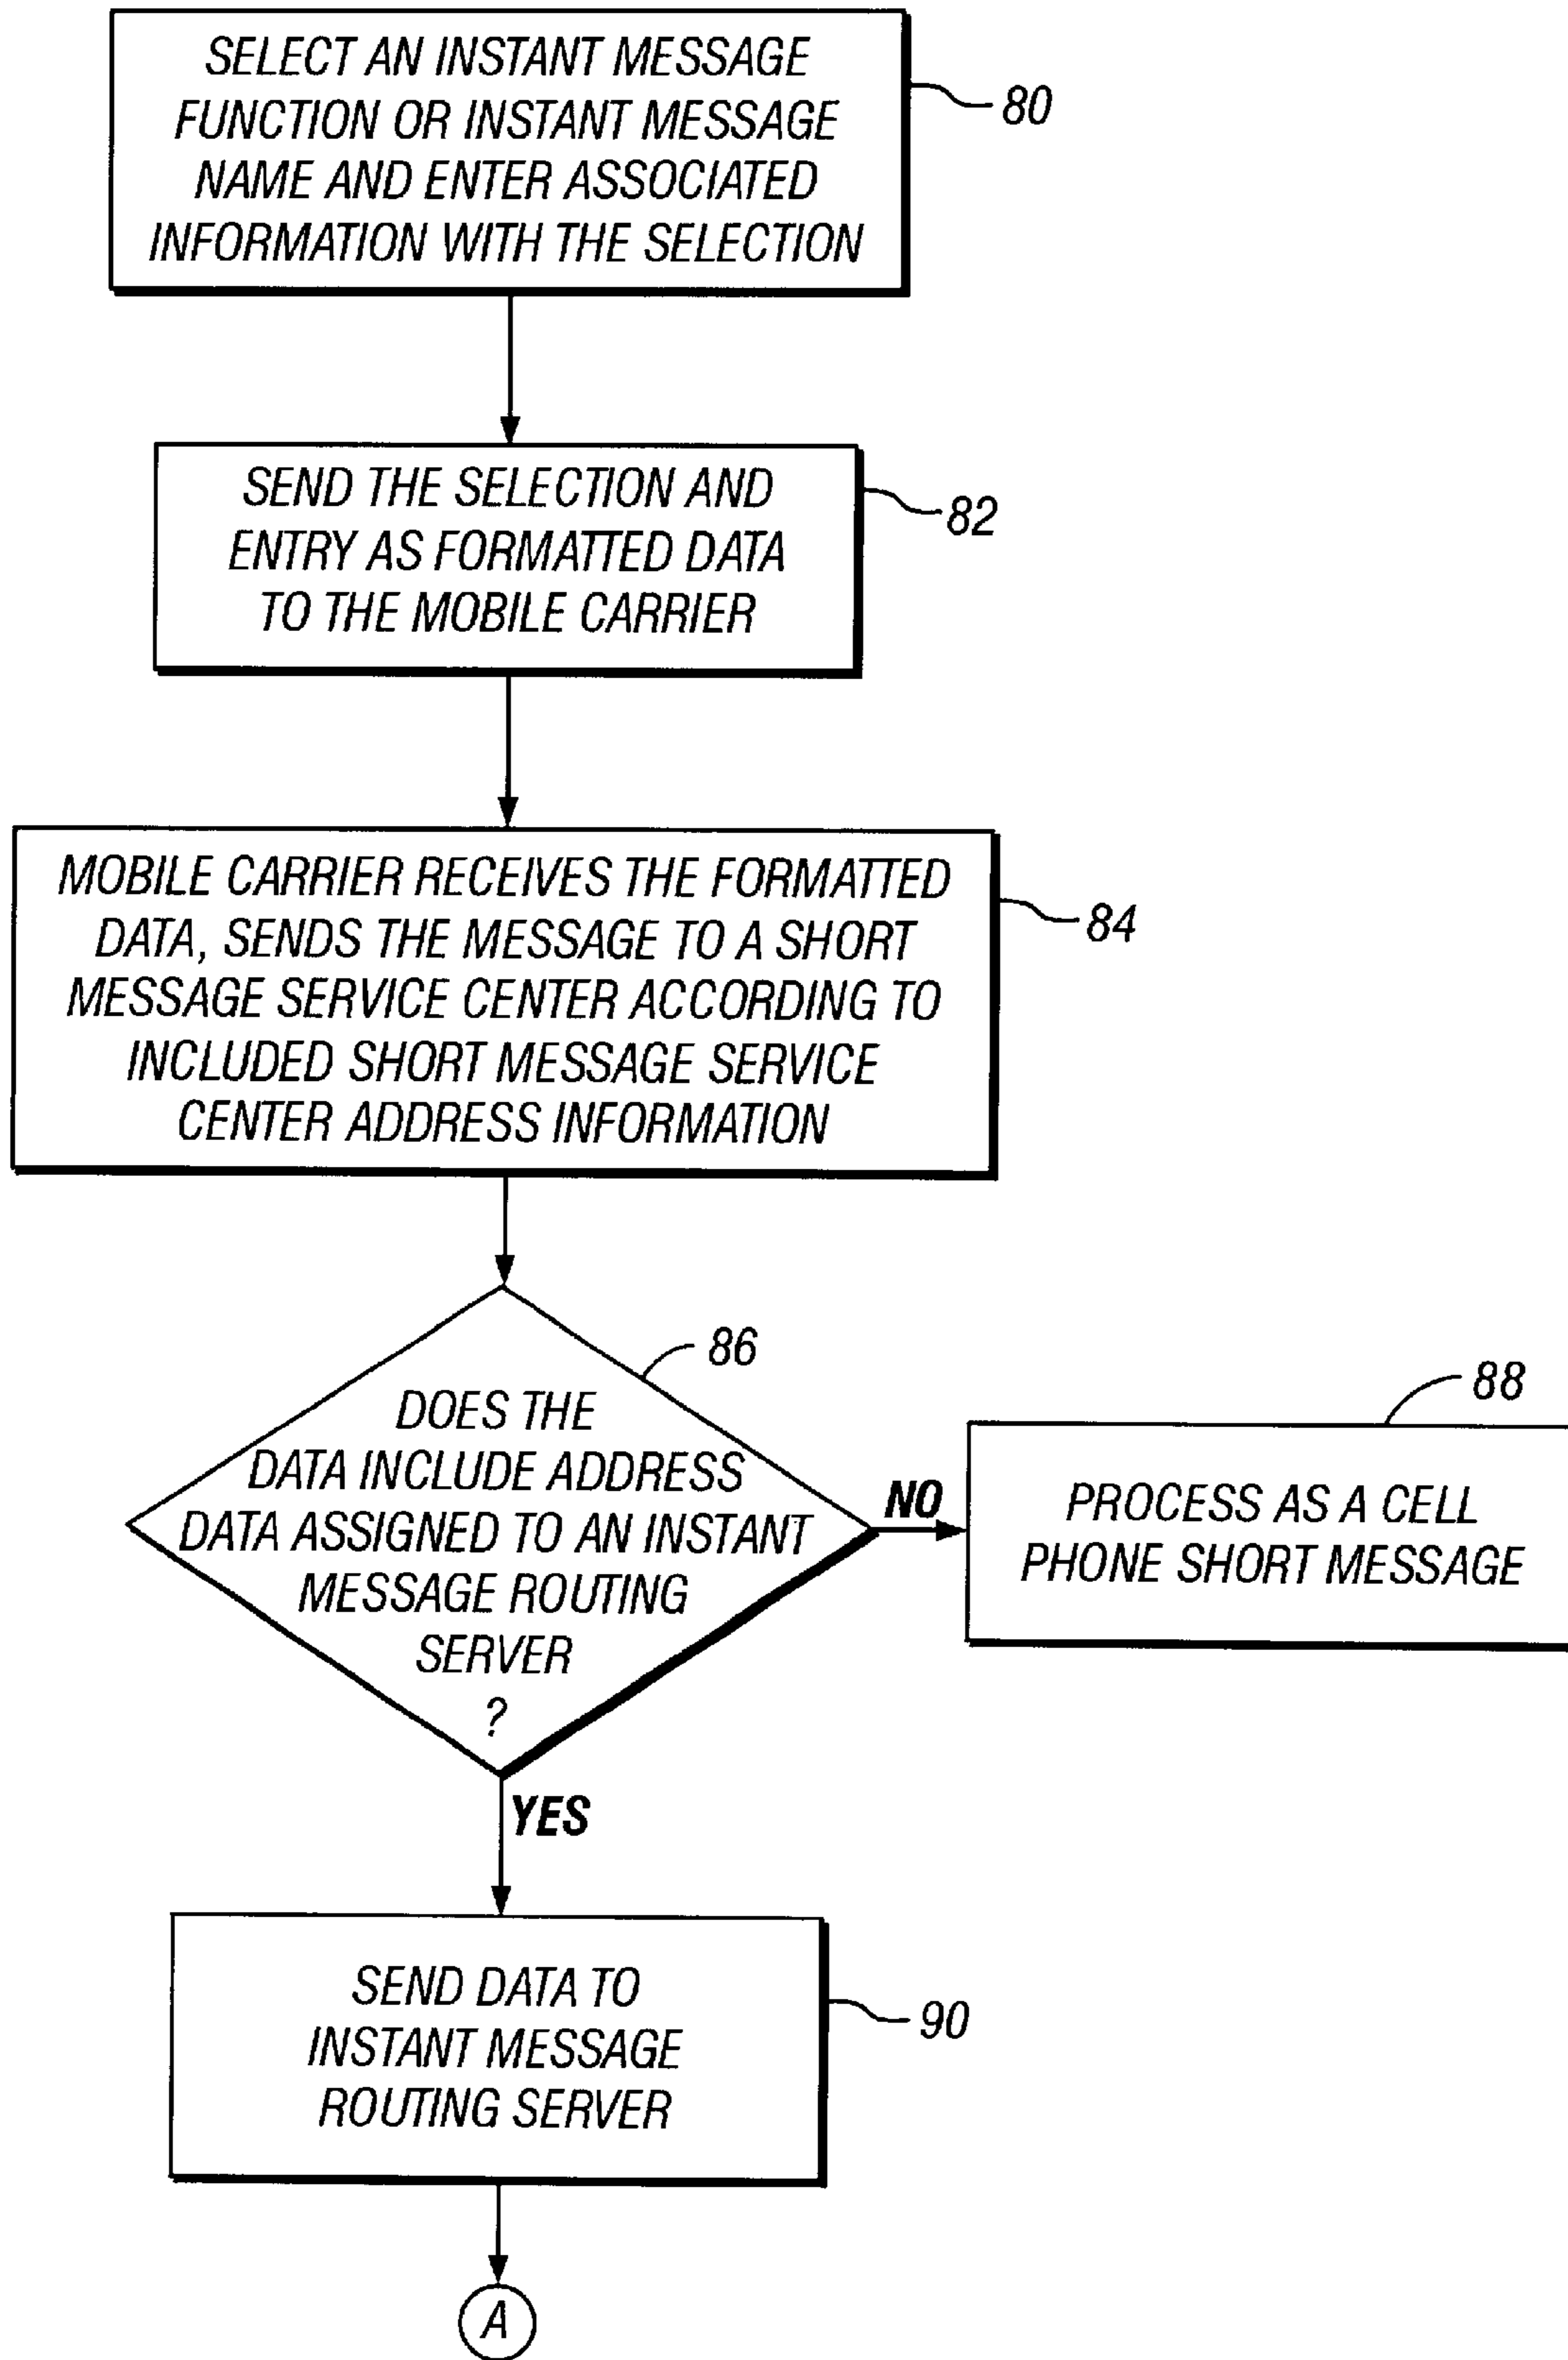 SELECT AN INSTANT MESSAGE
FUNCTION OR INSTANT MESSAGE
NAME AND ENTER ASSOCIATED
INFORMATION WITH THE SELECTION
80
SEND THE SELECTION AND
ENTRY AS FORMATTED DATA
TO THE MOBILE CARRIER
82
MOBILE CARRIER RECEIVES THE FORMATTED
DATA, SENDS THE MESSAGE TO A SHORT
MESSAGE SERVICE CENTER ACCORDING TO
INCLUDED SHORT MESSAGE SERVICE
CENTER ADDRESS INFORMATION
84
86
DOES THE
DATA INCLUDE ADDRESS
DATA ASSIGNED TO AN INSTANT
MESSAGE ROUTING
SERVER
?
NO
88
PROCESS AS A CELL
PHONE SHORT MESSAGE
YES
SEND DATA TO
INSTANT MESSAGE
ROUTING SERVER
90
A